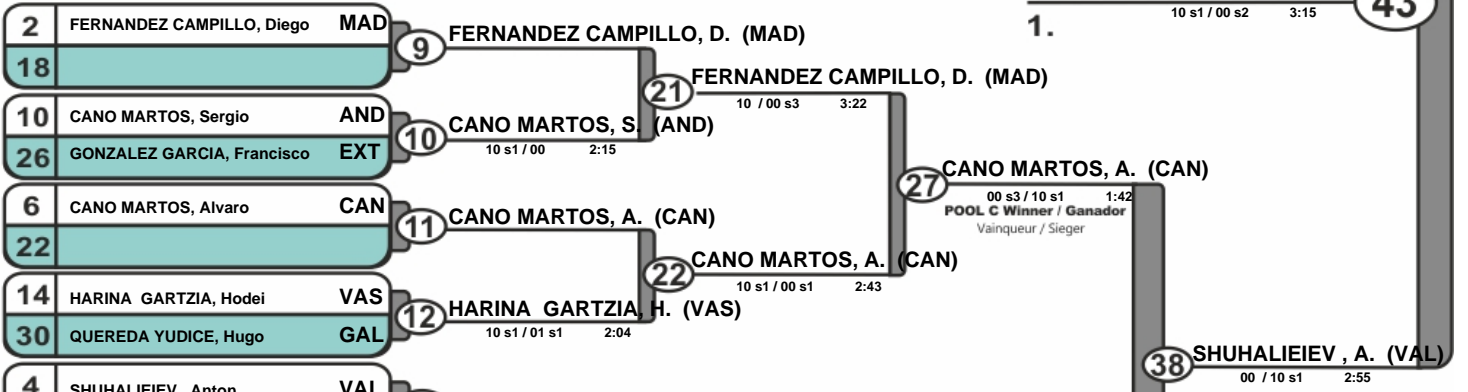 10 s1 / 00 s2 3:15
43
1.
2 FERNANDEZ CAMPILLO, Diego MAD
18
9 FERNANDEZ CAMPILLO, D. (MAD)
10 CANO MARTOS, Sergio AND
26 GONZALEZ GARCIA, Francisco EXT
10 CANO MARTOS, S. (AND)
10 s1 / 00 2:15
21 FERNANDEZ CAMPILLO, D. (MAD)
10 / 00 s3 3:22
6 CANO MARTOS, Alvaro CAN
22
11 CANO MARTOS, A. (CAN)
14 HARINA GARTZIA, Hodei VAS
30 QUEREDA YUDICE, Hugo GAL
12 HARINA GARTZIA, H. (VAS)
10 s1 / 01 s1 2:04
22 CANO MARTOS, A. (CAN)
10 s1 / 00 s1 2:43
27 CANO MARTOS, A. (CAN)
00 s3 / 10 s1 1:42
POOL C Winner / Ganador
Vainqueur / Sieger
38 SHUHALIEIEV , A. (VAL)
00 / 10 s1 2:55
4 SHUHALIEIEV , Anton VAL